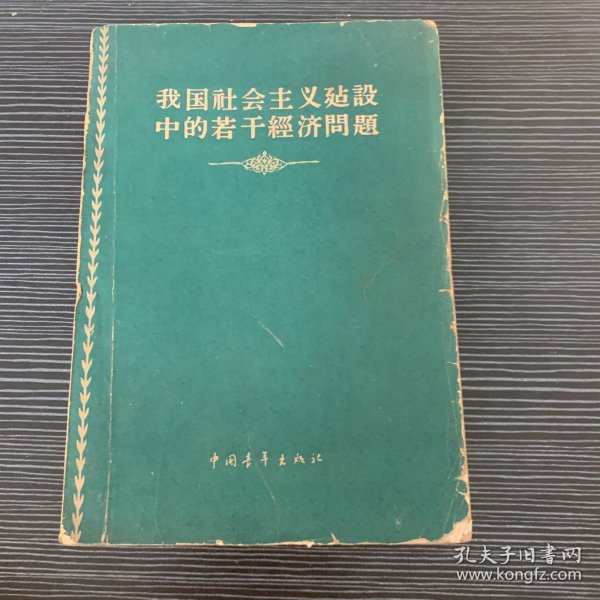 我国社会主义廸設
中的若干經济問題
中国青年出版社
孔夫子旧書网
www.kongfz.com